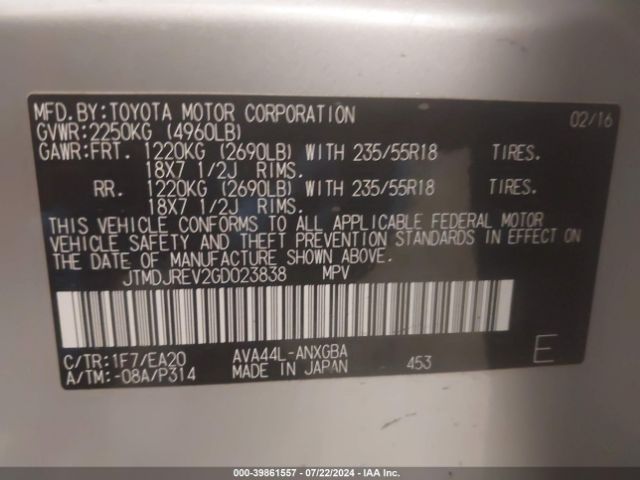 MFD.BY:TOYOTA MOTOR CORPORATION 02/16
GVWR:2250KG (4960LB)
GAWR:FRT. 1220KG (2690LB) WITH 235/55R18 TIRES.
18X7 1/2J RIMS.
RR. 1220KG (2690LB) WITH 235/55R18 TIRES.
18X7 1/2J RIMS.
THIS VEHICLE CONFORMS TO ALL APPLICABLE FEDERAL MOTOR
VEHICLE SAFETY AND THEFT PREVENTION STANDARDS IN EFFECT ON
THE DATE OF MANUFACTURE SHOWN ABOVE.
JTMDJREV2GD023838 MPV
C/TR:1F7/EA20 AVA44L-ANXGBA 453 E
A/TM:-08A/P314 MADE IN JAPAN
000-39861557 - 07/22/2024 - IAA Inc.